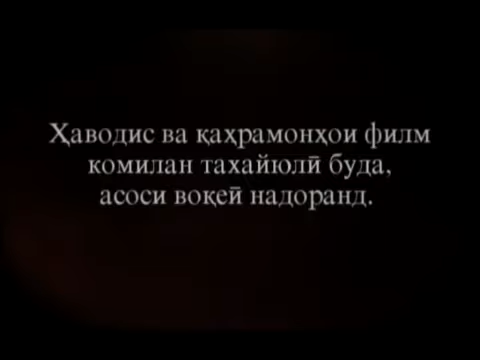 Ҳаводис ва қаҳрамонҳои филм
комилан тахайюлӣ буда,
асоси воқеӣ надоранд.